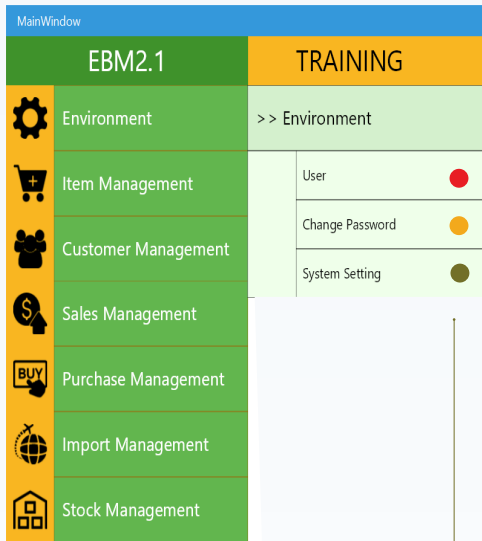 MainWindow
EBM2.1
TRAINING
Environment
>> Environment
User
Change Password
System Setting
Item Management
Customer Management
Sales Management
BUY
Purchase Management
Import Management
Stock Management